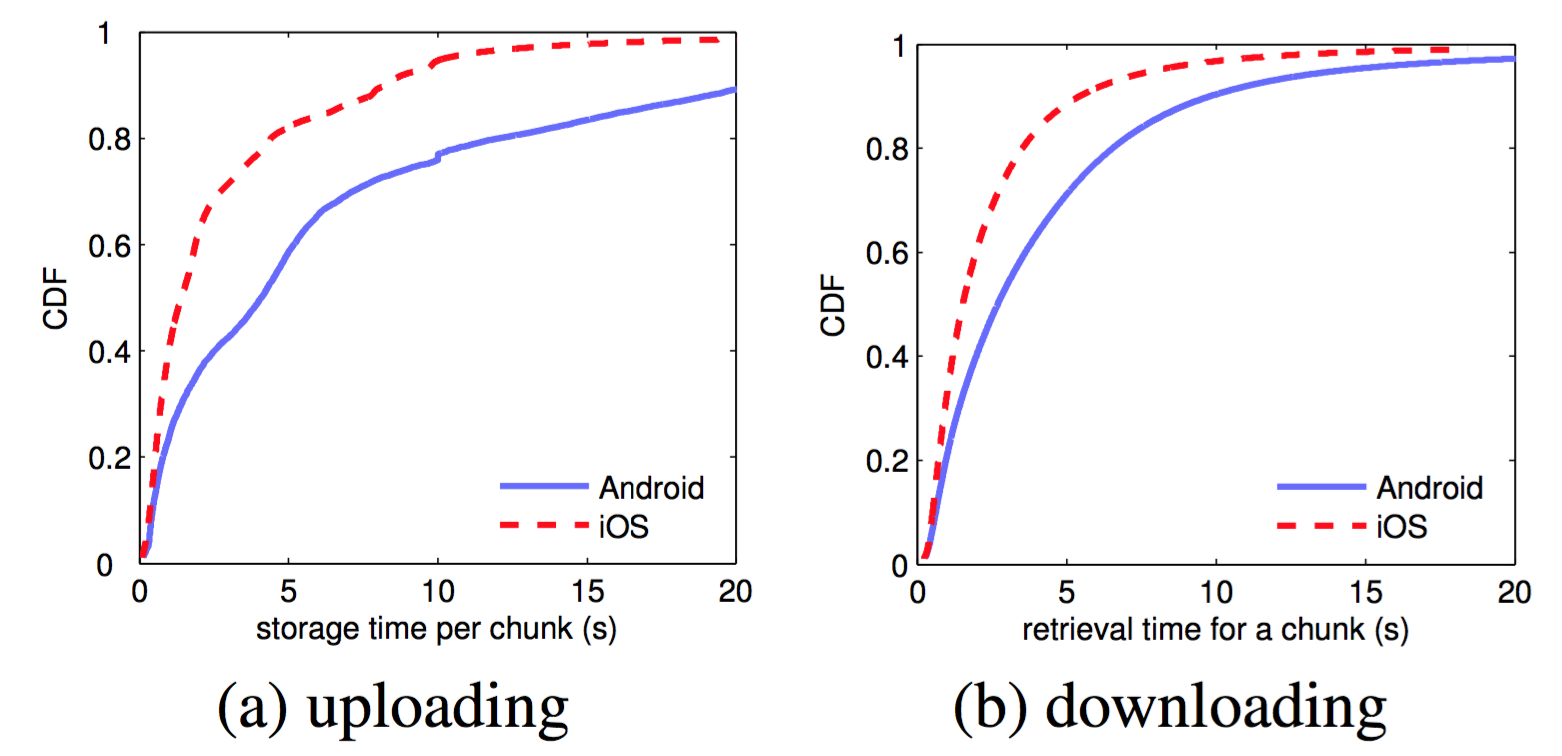 1
0.8
0.6
0.4
0.2
0
CDF
Android
iOS
0 5 10 15 20
storage time per chunk (s)
(a) uploading
1
0.8
0.6
0.4
0.2
0
CDF
Android
iOS
0 5 10 15 20
retrieval time for a chunk (s)
(b) downloading